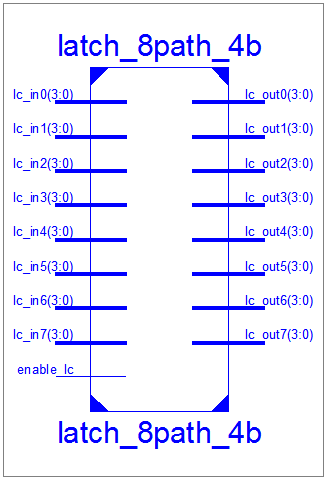 latch_8path_4b
lc_in0(3:0) lc_out0(3:0)
lc_in1(3:0) lc_out1(3:0)
lc_in2(3:0) lc_out2(3:0)
lc_in3(3:0) lc_out3(3:0)
lc_in4(3:0) lc_out4(3:0)
lc_in5(3:0) lc_out5(3:0)
lc_in6(3:0) lc_out6(3:0)
lc_in7(3:0) lc_out7(3:0)
enable_lc
latch_8path_4b